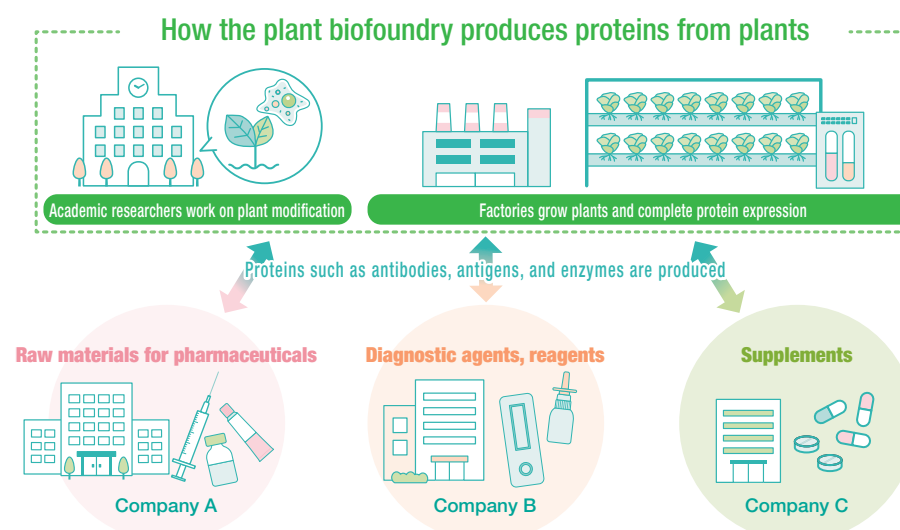 How the plant biofoundry produces proteins from plants
Academic researchers work on plant modification
Factories grow plants and complete protein expression
Proteins such as antibodies, antigens, and enzymes are produced
Raw materials for pharmaceuticals
Diagnostic agents, reagents
Supplements
Company A
Company B
Company C